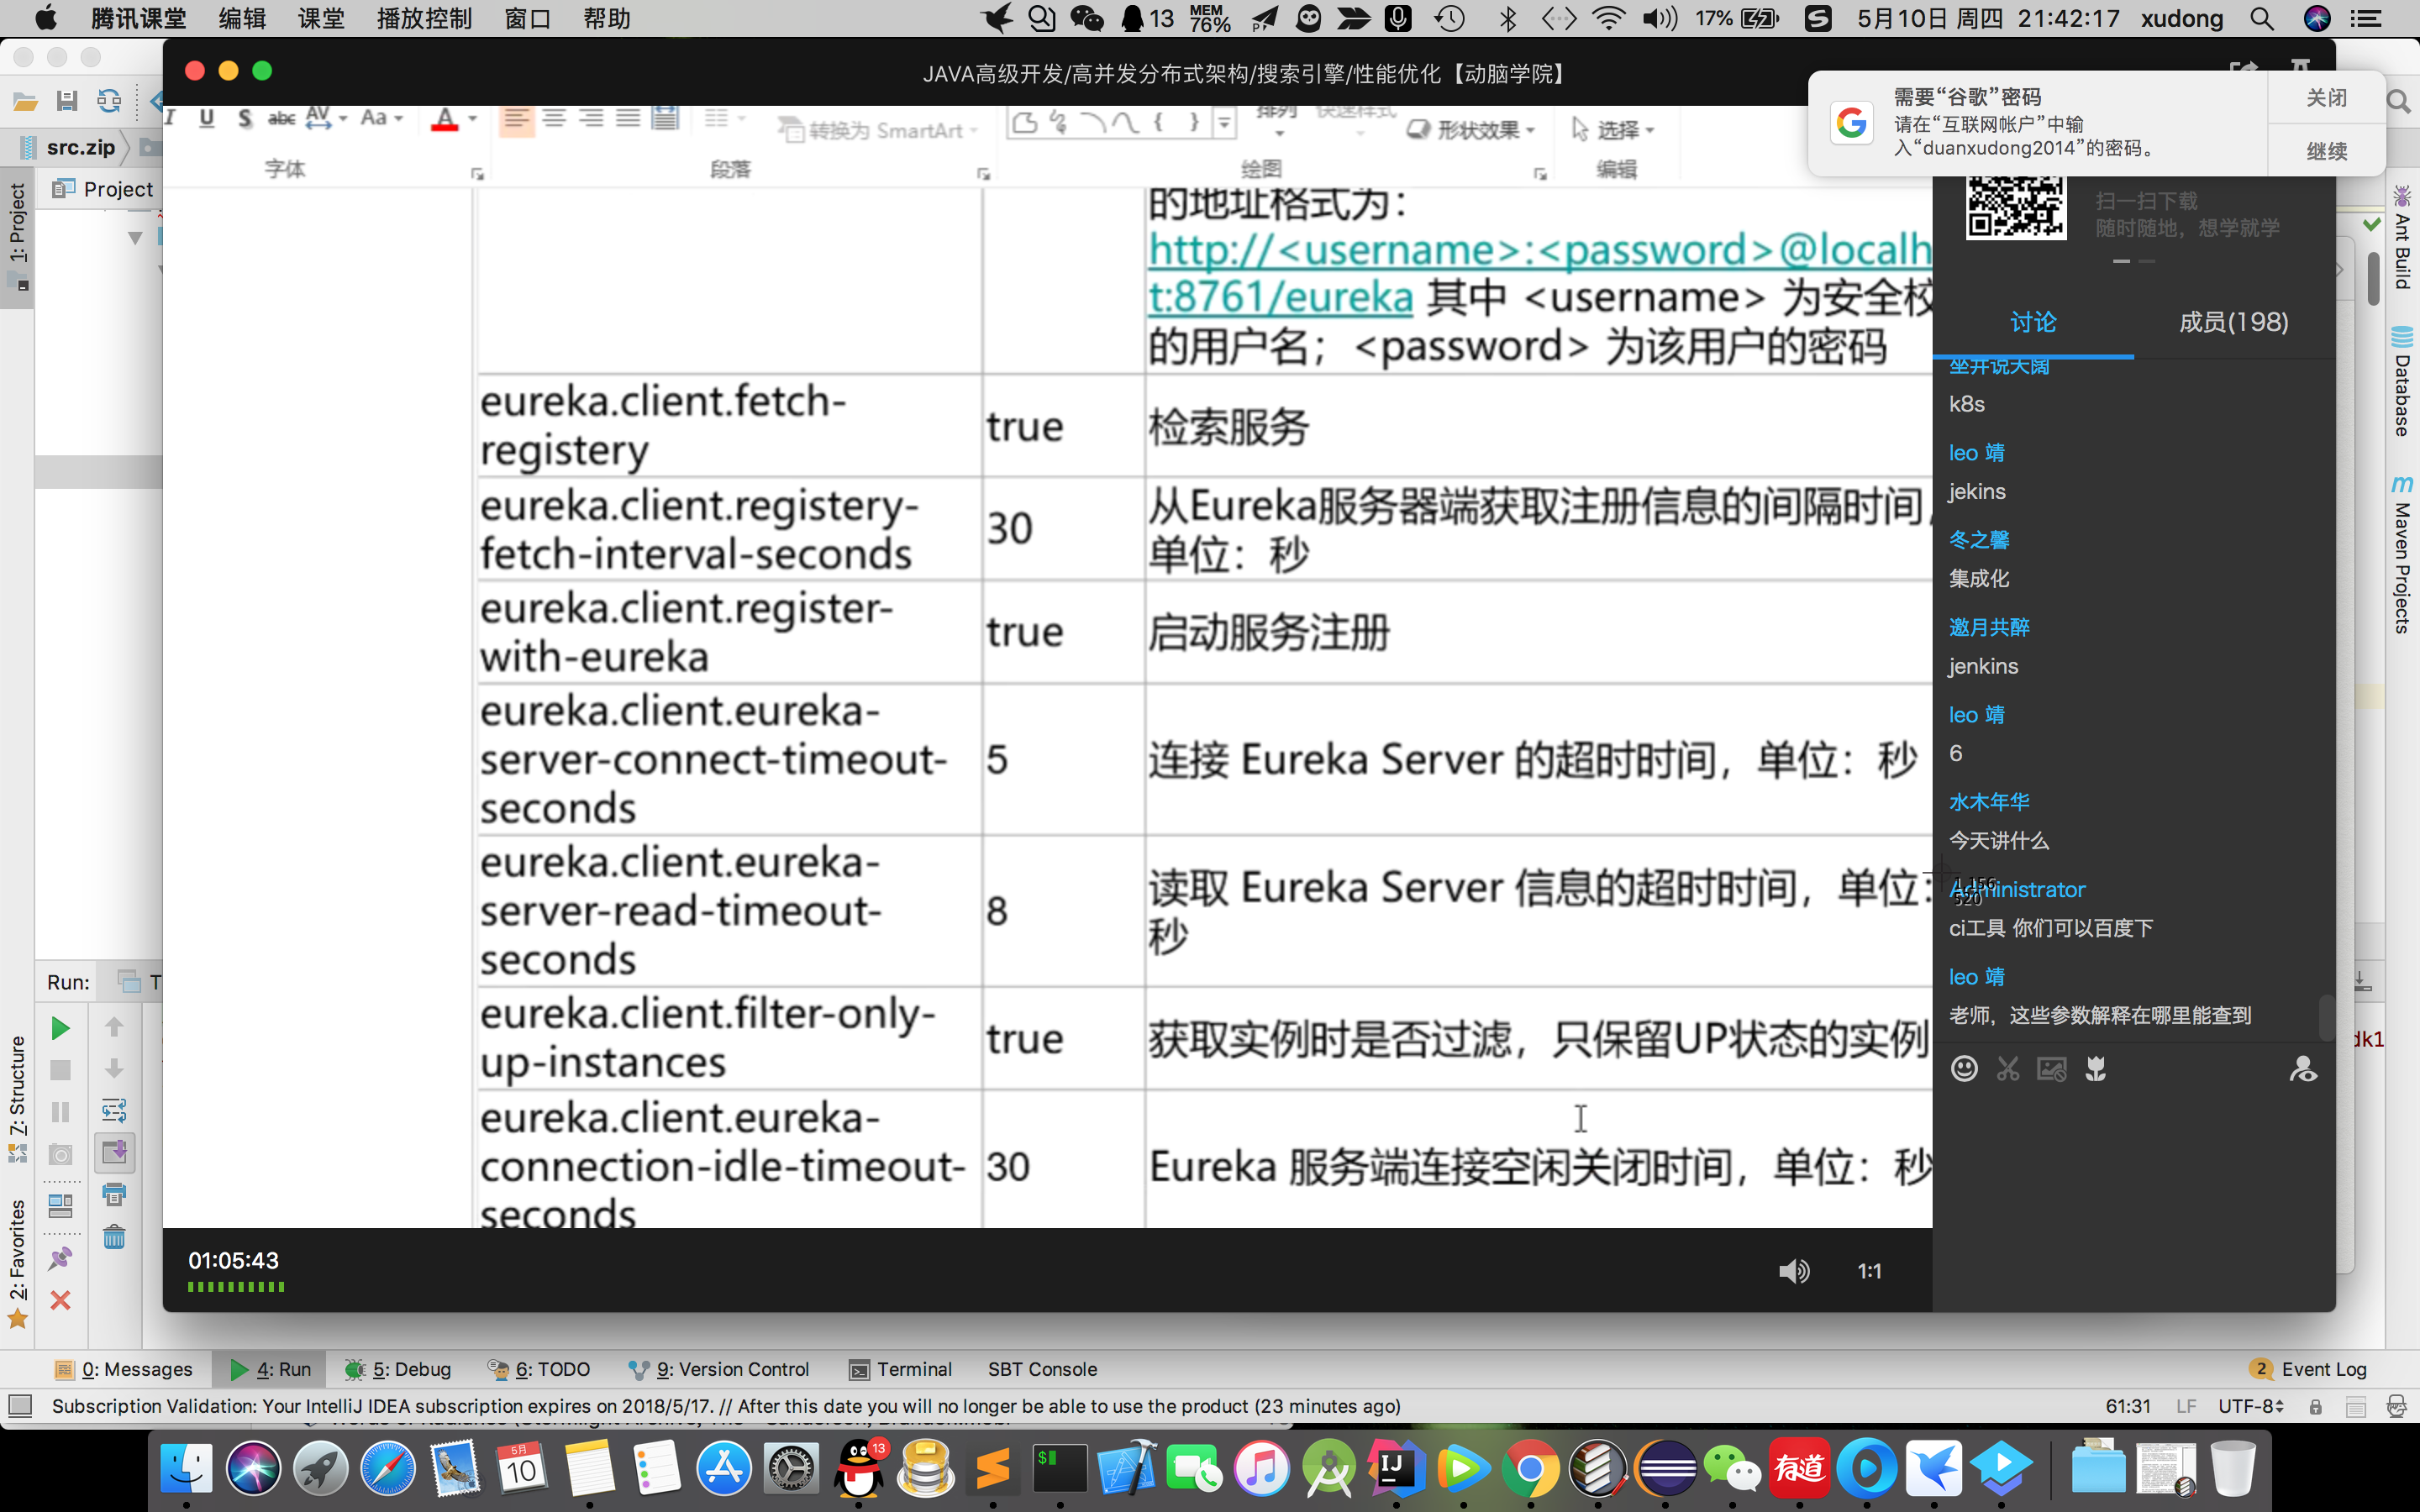 腾讯课堂 编辑 课堂 播放控制 窗口 帮助
13 MEM 76% 17% 5月10日 周四 21:42:17 xudong
JAVA高级开发/高并发分布式架构/搜索引擎/性能优化【动脑学院】
需要“谷歌”密码
请在“互联网帐户”中输
入“duanxudong2014”的密码。
关闭
继续
src.zip
Project
1: Project
7: Structure
2: Favorites
Aa
转换为 SmartArt
排列 快速样式
形状效果
选择
字体 段落 绘图 编辑
的地址格式为：
http://<username>:<password>@localh
t:8761/eureka 其中 <username> 为安全校
的用户名；<password> 为该用户的密码
eureka.client.fetch-
registery
true
检索服务
eureka.client.registery-
fetch-interval-seconds
30
从Eureka服务器端获取注册信息的间隔时间，
单位：秒
eureka.client.register-
with-eureka
true
启动服务注册
eureka.client.eureka-
server-connect-timeout-
seconds
5
连接 Eureka Server 的超时时间，单位：秒
eureka.client.eureka-
server-read-timeout-
seconds
8
读取 Eureka Server 信息的超时时间，单位：
秒
eureka.client.filter-only-
up-instances
true
获取实例时是否过滤，只保留UP状态的实例
eureka.client.eureka-
connection-idle-timeout-
seconds
30
Eureka 服务端连接空闲关闭时间，单位：秒
01:05:43
1:1
扫一扫下载
随时随地，想学就学
讨论 成员(198)
坐井说天阔
k8s
leo 靖
jekins
冬之馨
集成化
邀月共醉
jenkins
leo 靖
6
水木年华
今天讲什么
Administrator
ci工具 你们可以百度下
leo 靖
老师，这些参数解释在哪里能查到
Ant Build
Database
Maven Projects
dk1
Run: T
0: Messages 4: Run 5: Debug 6: TODO 9: Version Control Terminal SBT Console 2 Event Log
Subscription Validation: Your IntelliJ IDEA subscription expires on 2018/5/17. // After this date you will no longer be able to use the product (23 minutes ago) 61:31 LF UTF-8
5月
10
13
IJ
有道